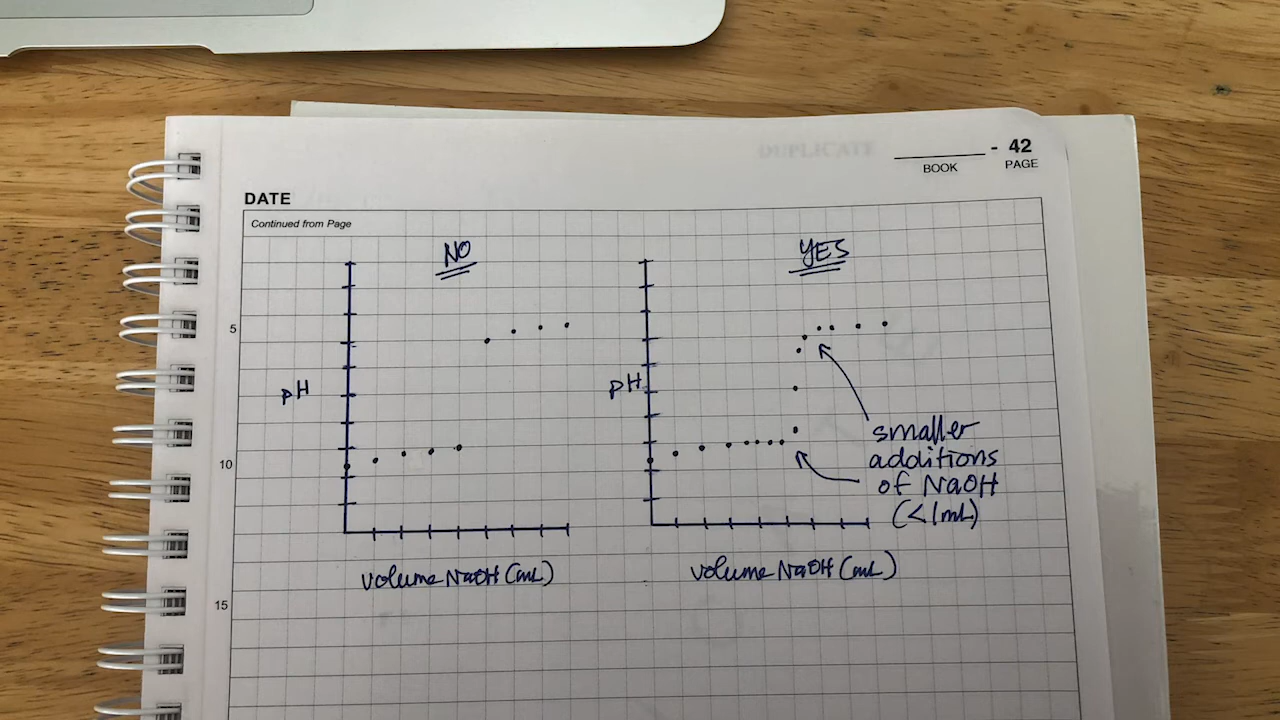 DUPLICATE
- 42
BOOK
PAGE
DATE
Continued from Page
NO
YES
5
pH
pH
smaller
additions
of NaOH
(<1mL)
10
volume NaOH (mL)
volume NaOH (mL)
15